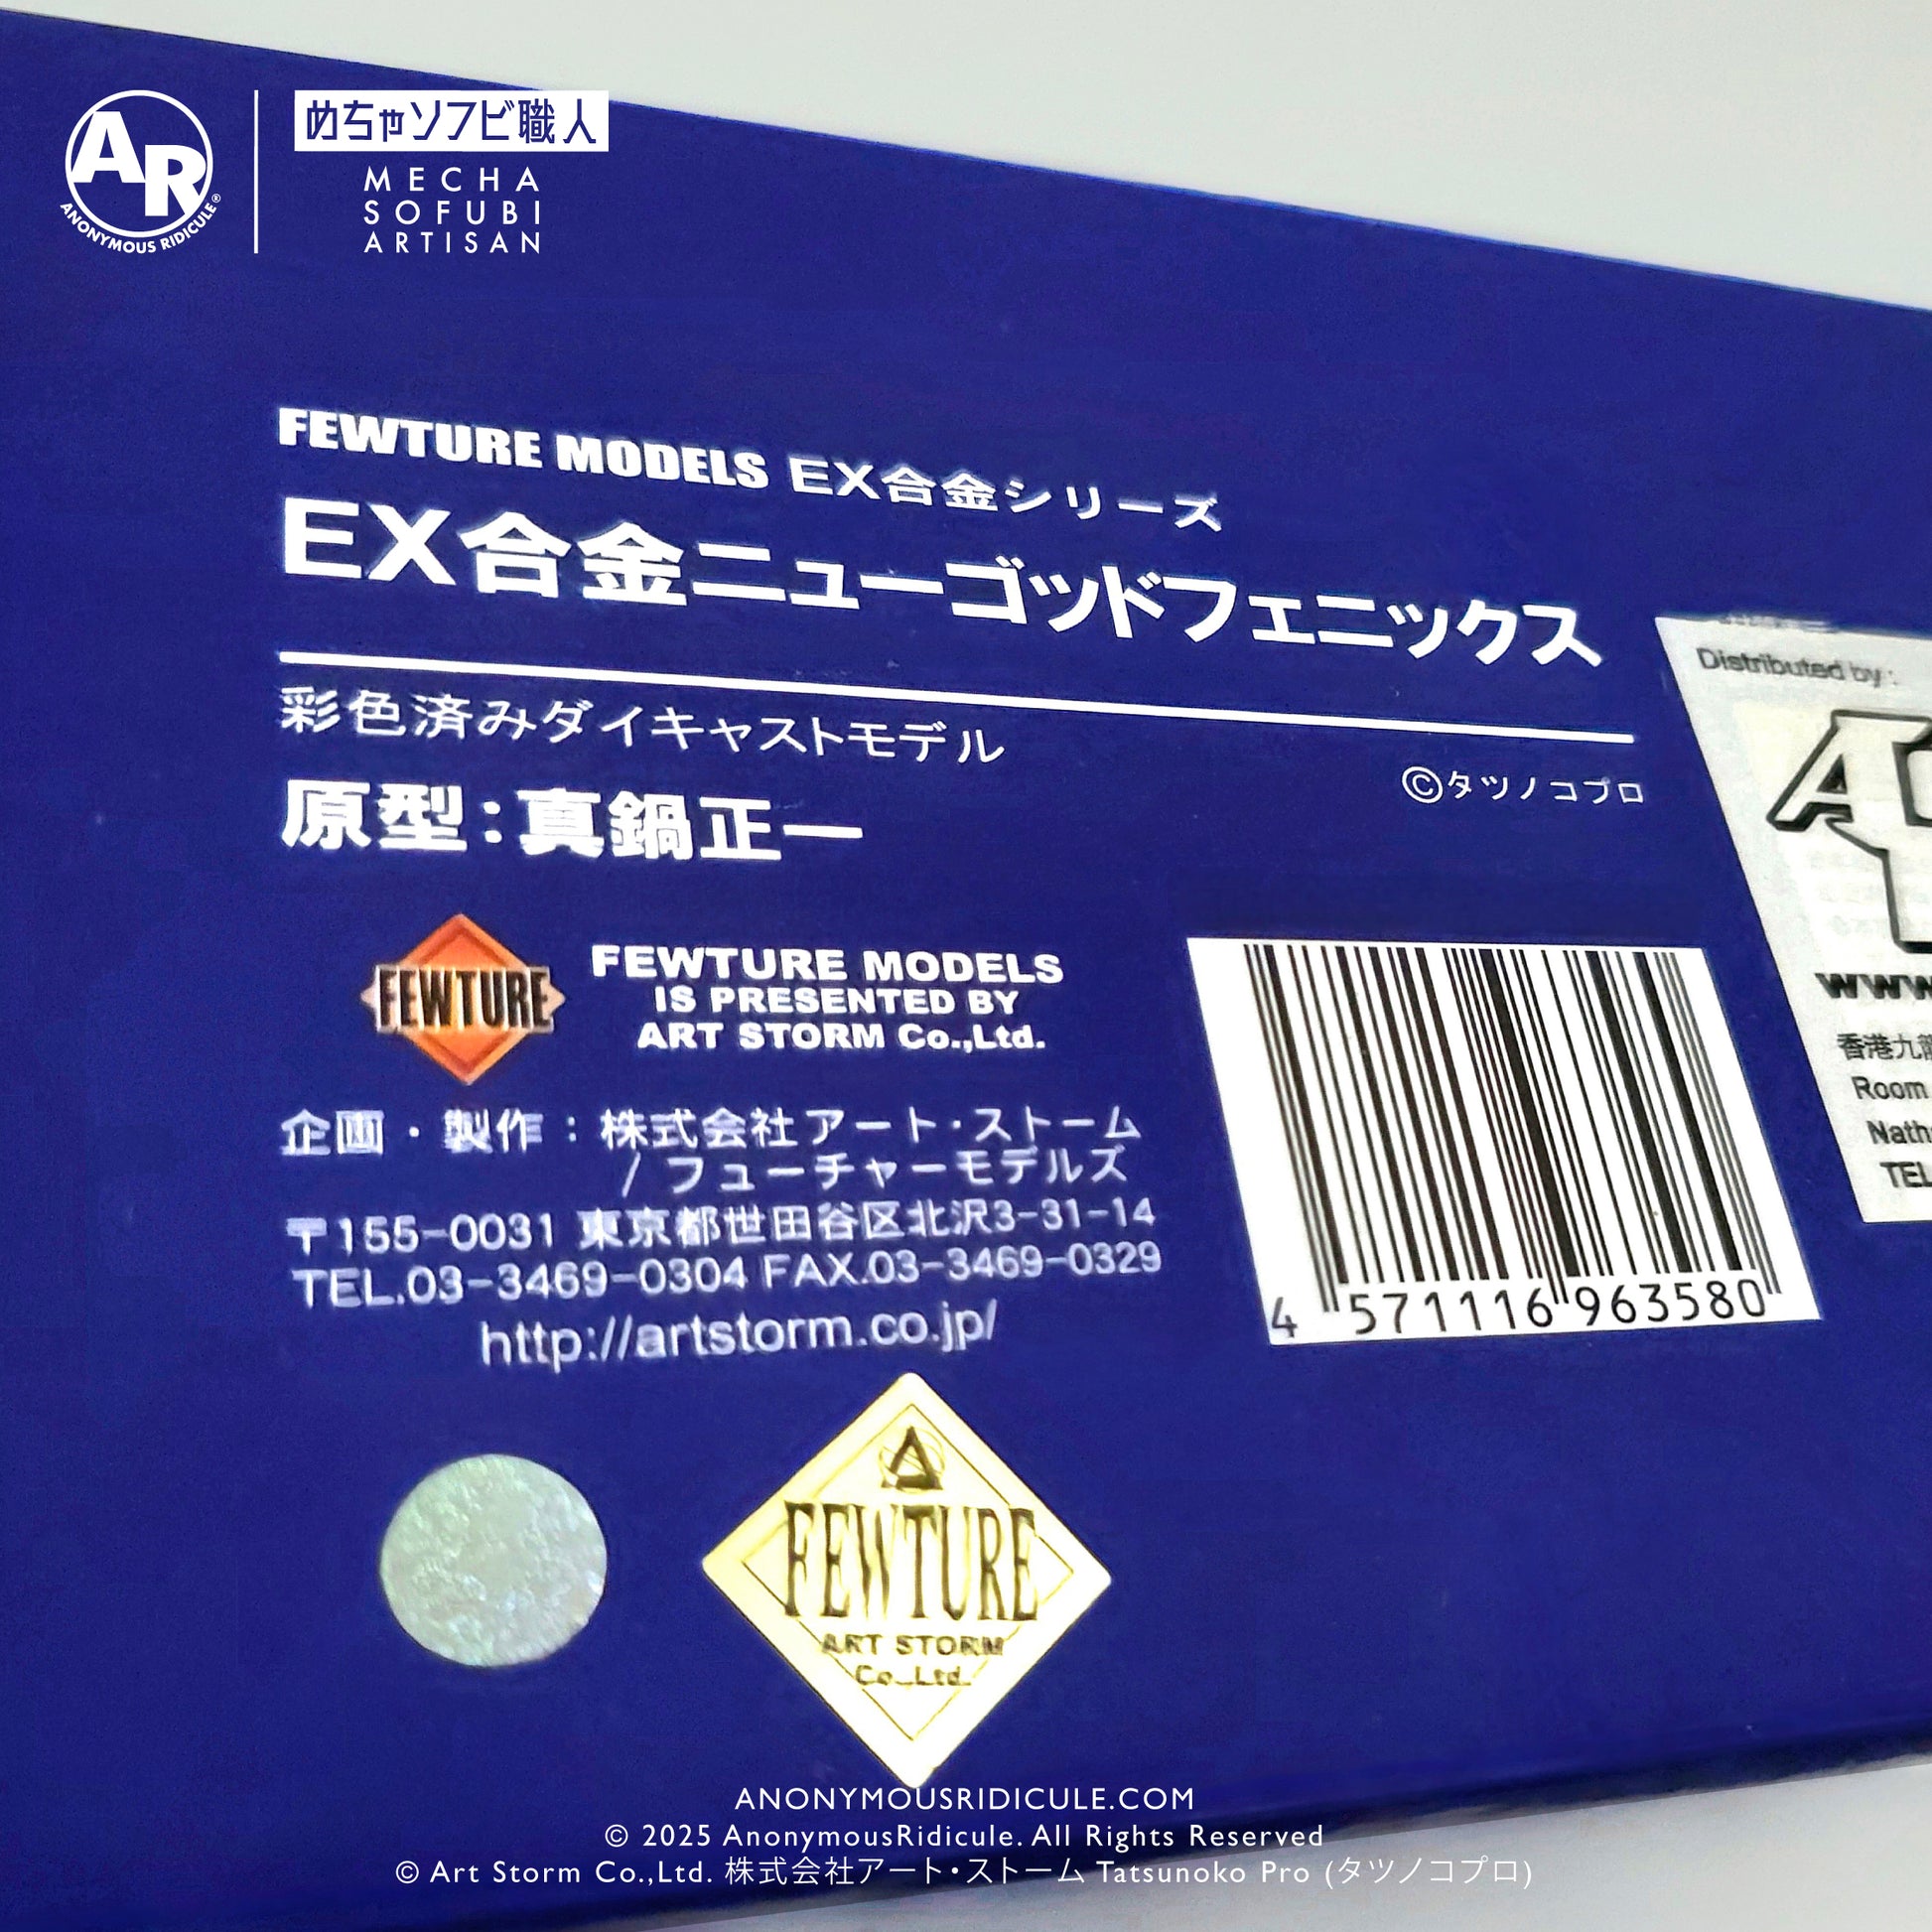 AR
ANONYMOUS RIDICULE®
めちゃソフビ職人
MECHA
SOFUBI
ARTISAN
FEWTURE MODELS EX合金シリーズ
EX合金ニューゴッドフェニックス
彩色済みダイキャストモデル
©タツノコプロ
原型:真鍋正一
FEWTURE
FEWTURE MODELS
IS PRESENTED BY
ART STORM Co.,Ltd.
企画・製作:株式会社アート・ストーム
/フューチャーモデルズ
〒155-0031 東京都世田谷区北沢3-31-14
TEL.03-3469-0304 FAX.03-3469-0329
http://artstorm.co.jp/
4 571116 963580
Distributed by :
WWW
香港九龍
Room
Nath
TEL
FEWTURE
ART STORM
Co.,Ltd.
ANONYMOUSRIDICULE.COM
© 2025 AnonymousRidicule. All Rights Reserved
© Art Storm Co.,Ltd. 株式会社アート・ストーム Tatsunoko Pro (タツノコプロ)